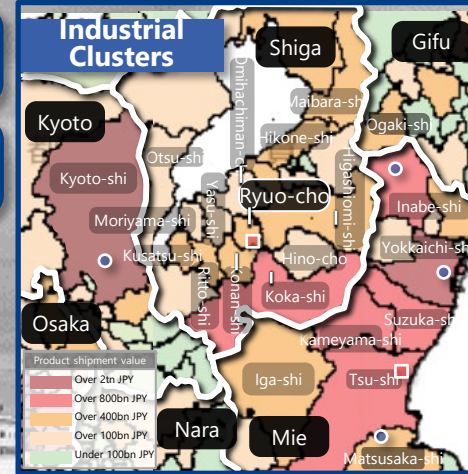 Industrial
Clusters
Shiga
Gifu
Omihachiman-
Maibara-shi
Ogaki-shi
Kyoto
Hikone-shi
Otsu-shi
Higashiomi-shi
Kyoto-shi
Yasu-shi
Ryuo-cho
Inabe-shi
Moriyama-shi
Yokkaichi-shi
Kusatsu-shi
Hino-cho
Ritto-shi
Konan-shi
Koka-shi
Osaka
Suzuka-s
Kameyama-shi
Product shipment value
Over 2tn JPY
Over 800bn JPY
Over 400bn JPY
Over 100bn JPY
Under 100bn JPY
Iga-shi
Tsu-shi
Nara
Mie
Matsusaka-shi